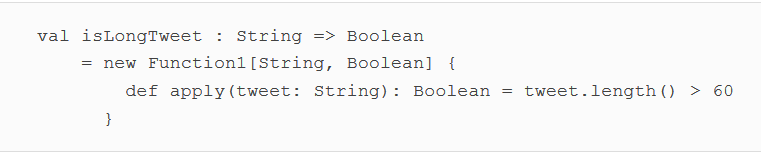 val isLongTweet : String => Boolean
= new Function1[String, Boolean] {
def apply(tweet: String): Boolean = tweet.length() > 60
}